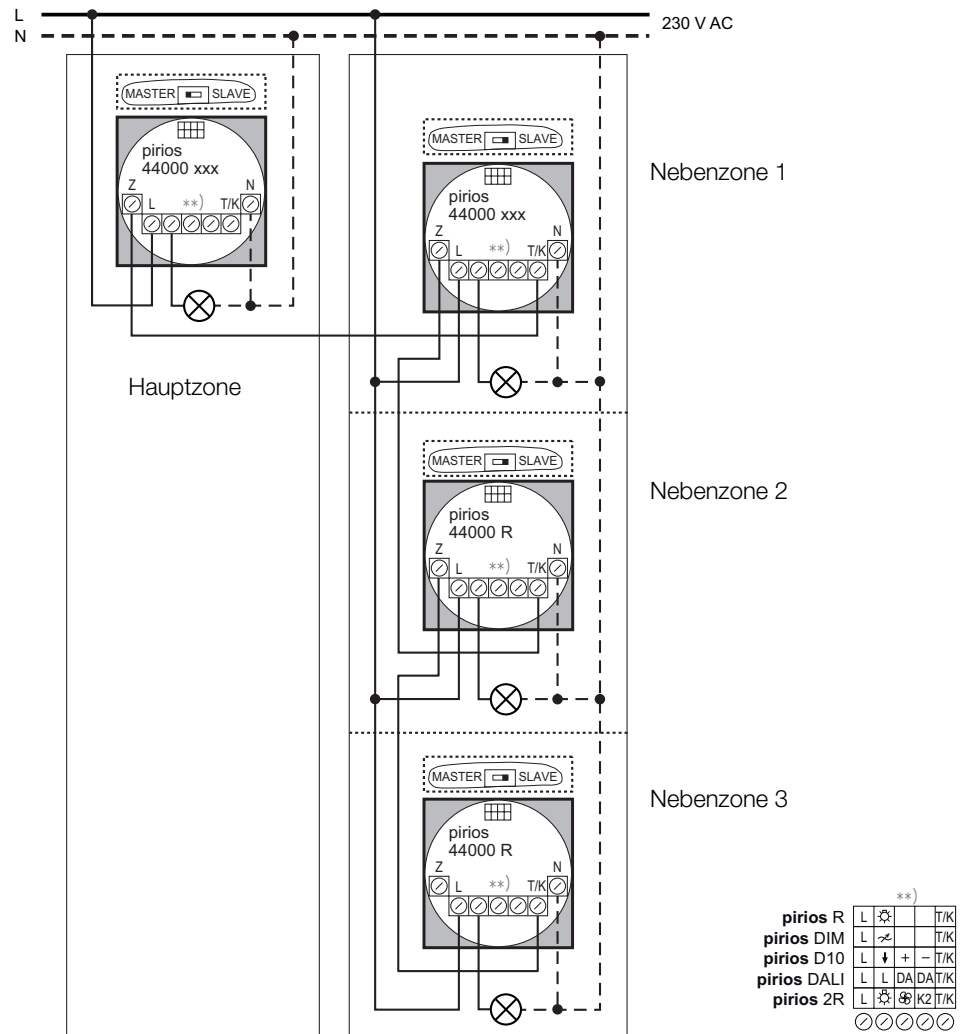 L
N
230 V AC
MASTER SLAVE
pirios
44000 xxx
Z N
L **) T/K
Hauptzone
MASTER SLAVE
pirios
44000 xxx
Z N
L **) T/K
Nebenzone 1
MASTER SLAVE
pirios
44000 R
Z N
L **) T/K
Nebenzone 2
MASTER SLAVE
pirios
44000 R
Z N
L **) T/K
Nebenzone 3
**)
pirios R L T/K
pirios DIM L T/K
pirios D10 L + – T/K
pirios DALI L L DA DA T/K
pirios 2R L K2 T/K